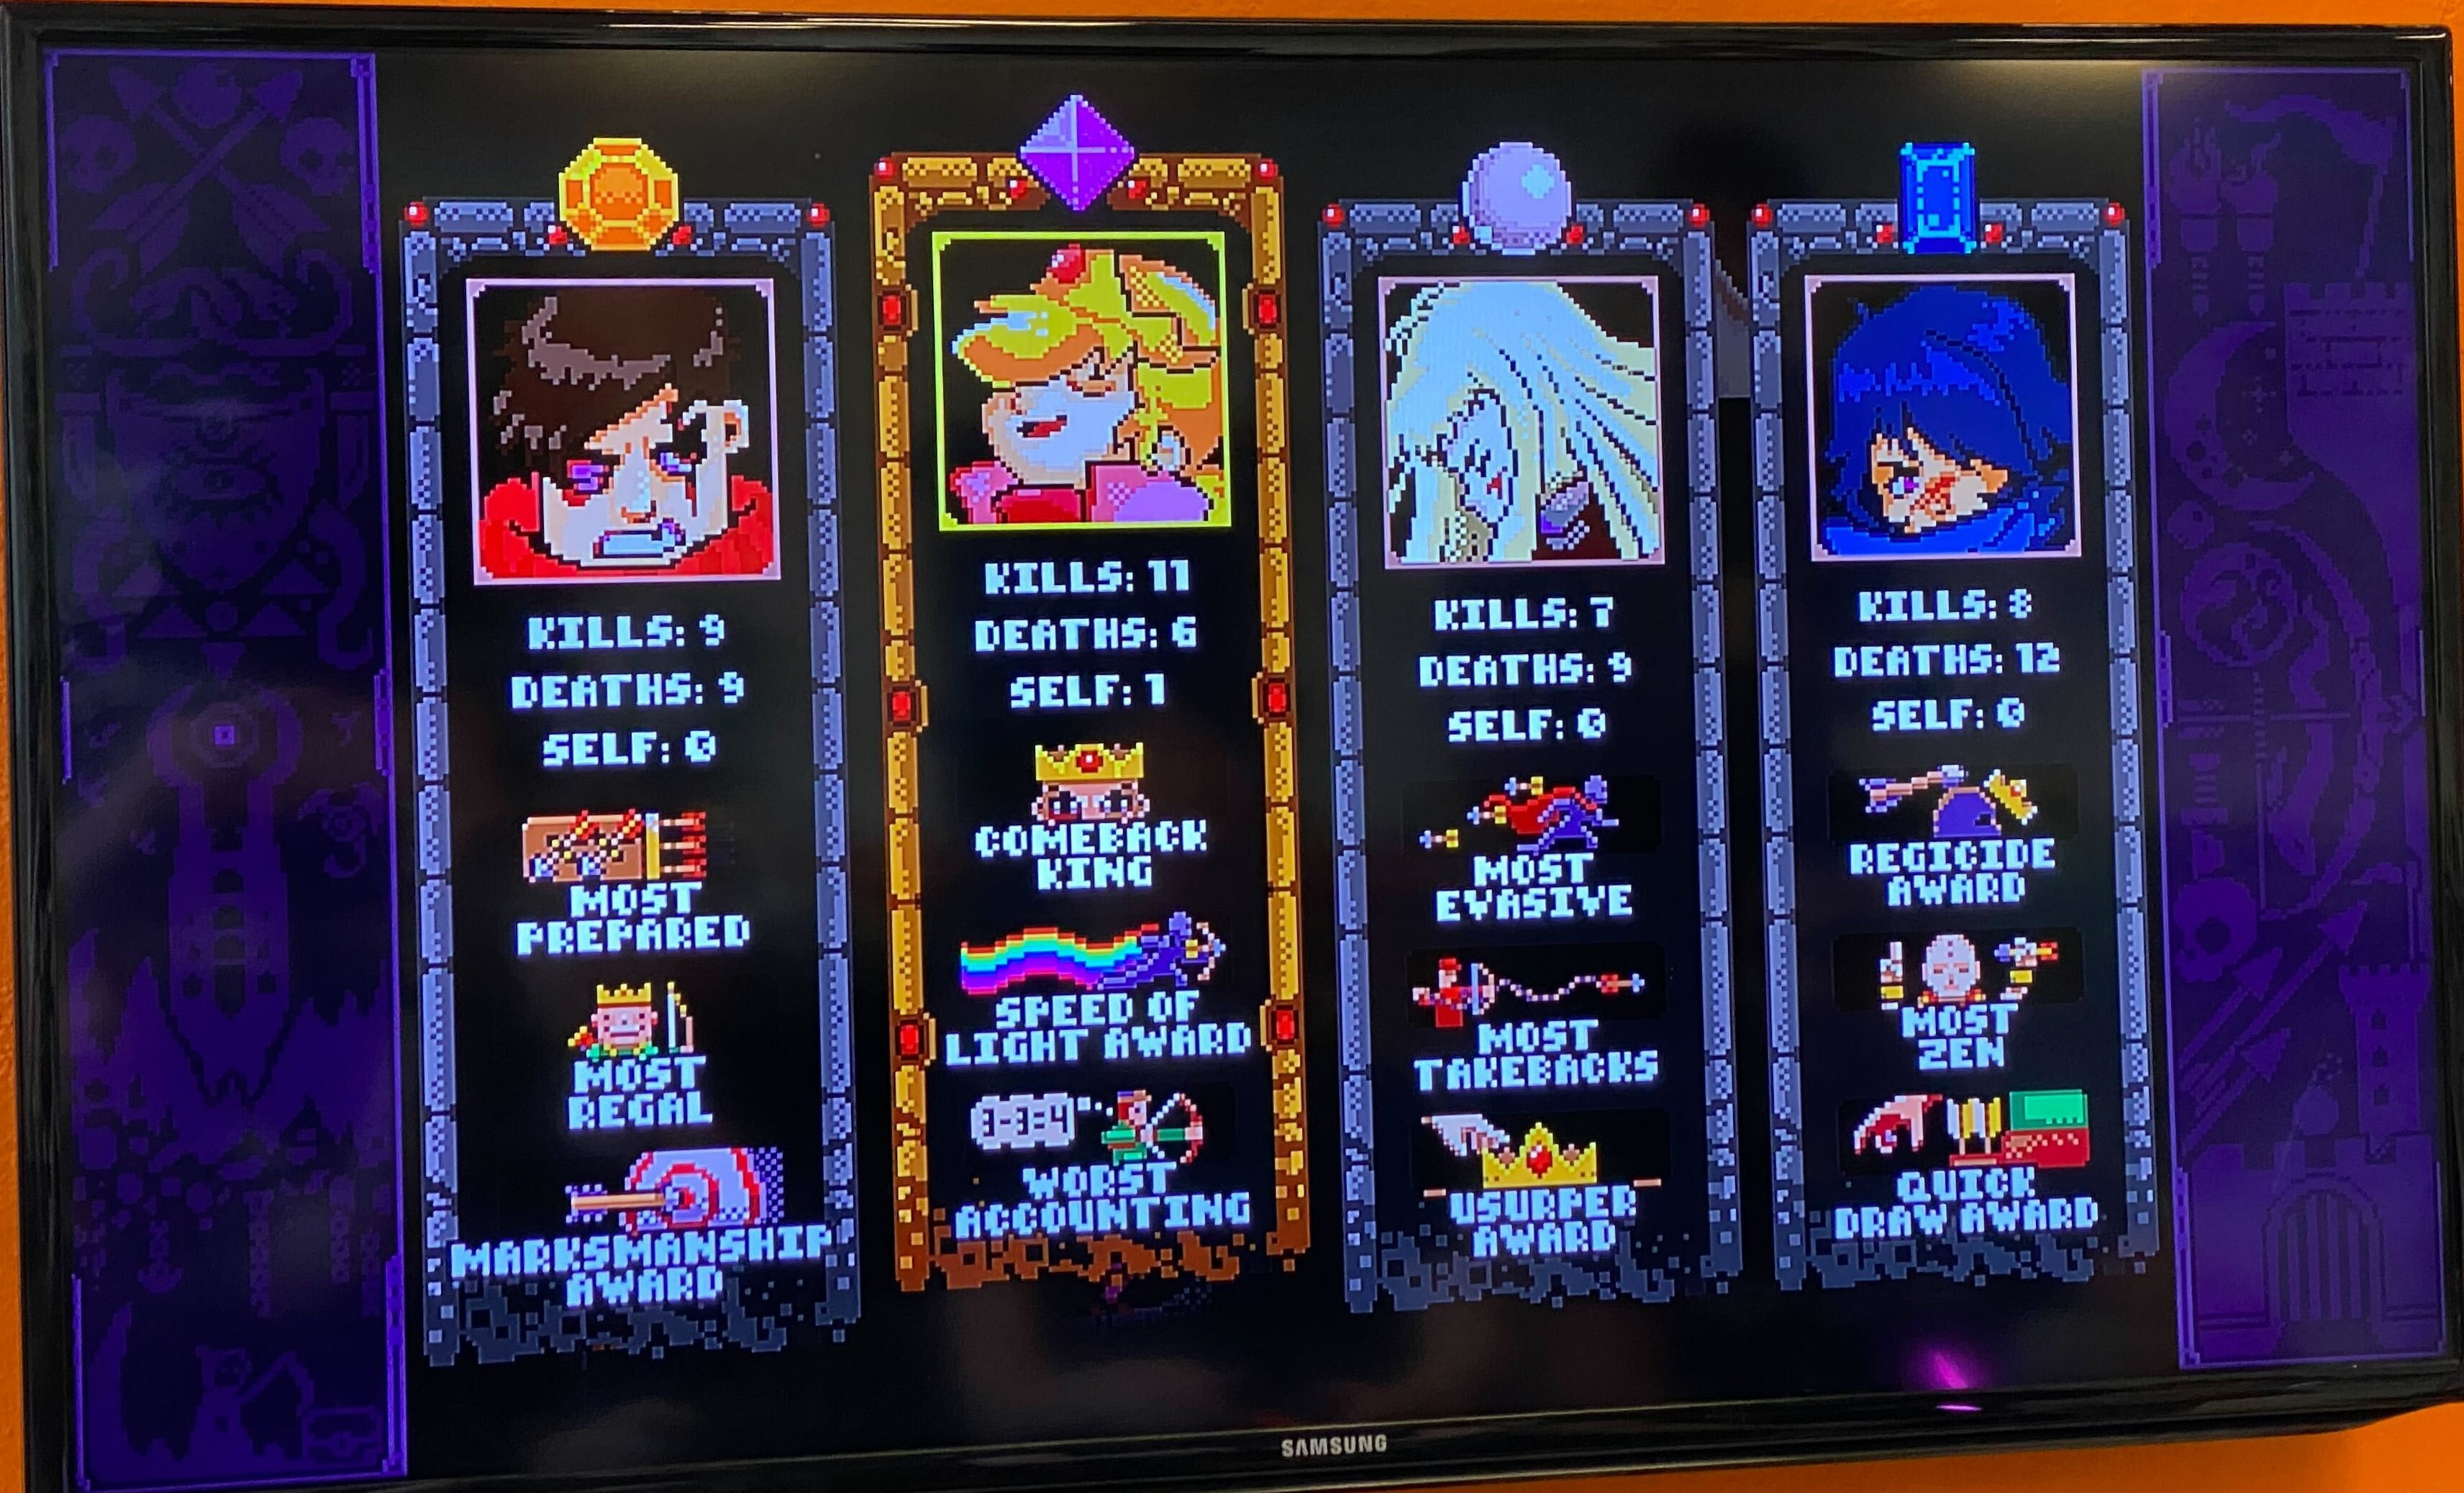 KILLS: 9
DEATHS: 9
SELF: 0
MOST
PREPARED
MOST
REGAL
MARKSMANSHIP
AWARD
KILLS: 11
DEATHS: 6
SELF: 1
COMEBACK
KING
SPEED OF
LIGHT AWARD
WORST
ACCOUNTING
KILLS: 7
DEATHS: 9
SELF: 0
MOST
EVASIVE
MOST
TAKEBACKS
USURPER
AWARD
KILLS: 8
DEATHS: 12
SELF: 0
REGICIDE
AWARD
MOST
ZEN
QUICK
DRAW AWARD
SAMSUNG